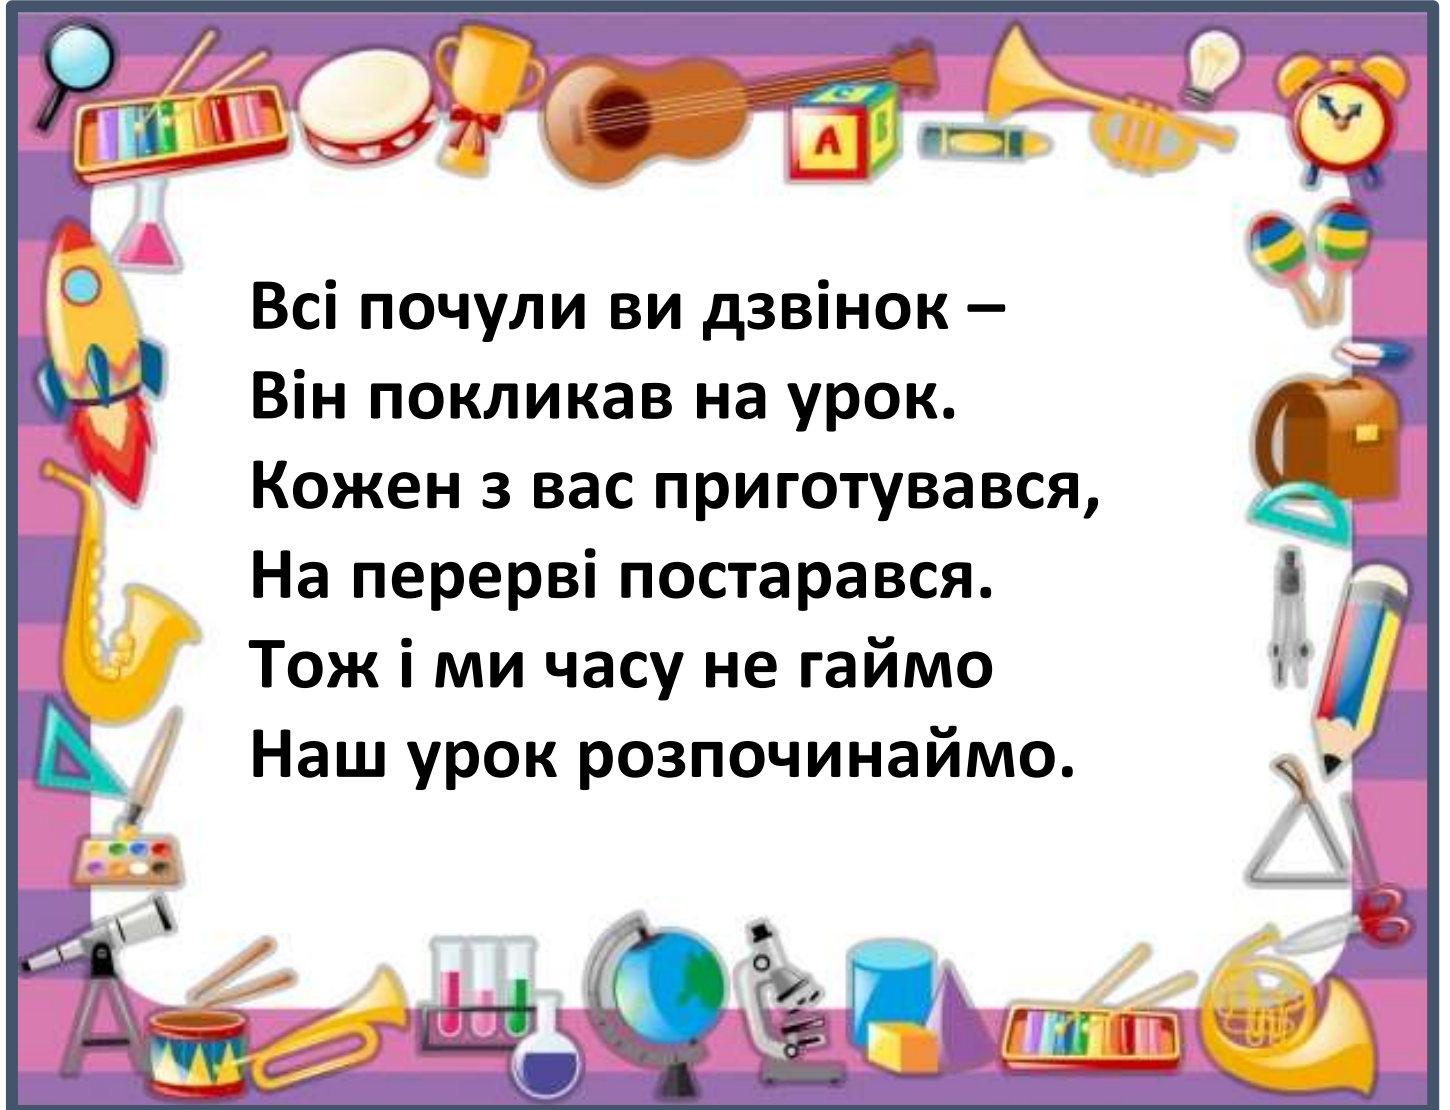 Всі почули ви дзвінок –
Він покликав на урок.
Кожен з вас приготувався,
На перерві постарався.
Тож і ми часу не гаймо
Наш урок розпочинаймо.
A
B
C